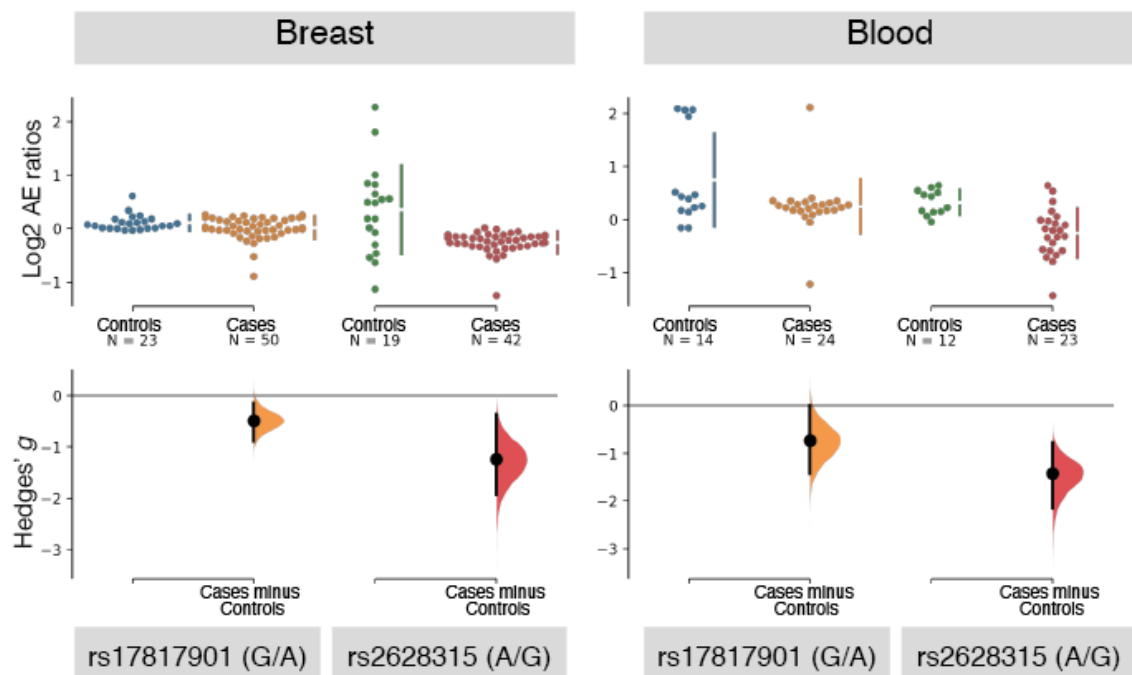 Breast
Blood
Log2 AE ratios
2
1
0
−1
2
1
0
−1
Controls
N = 23
Cases
N = 50
Controls
N = 19
Cases
N = 42
Controls
N = 14
Cases
N = 24
Controls
N = 12
Cases
N = 23
Hedges' g
0
−1
−2
−3
0
−1
−2
−3
Cases minus
Controls
Cases minus
Controls
Cases minus
Controls
Cases minus
Controls
rs17817901 (G/A)
rs2628315 (A/G)
rs17817901 (G/A)
rs2628315 (A/G)